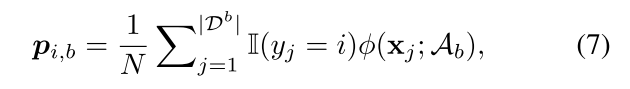 𝒑_{i,b} = \frac{1}{N} \sum_{j=1}^{|\mathcal{D}^b|} \mathbb{I}(y_j = i) \phi(\mathbf{x}_j; \mathcal{A}_b), (7)